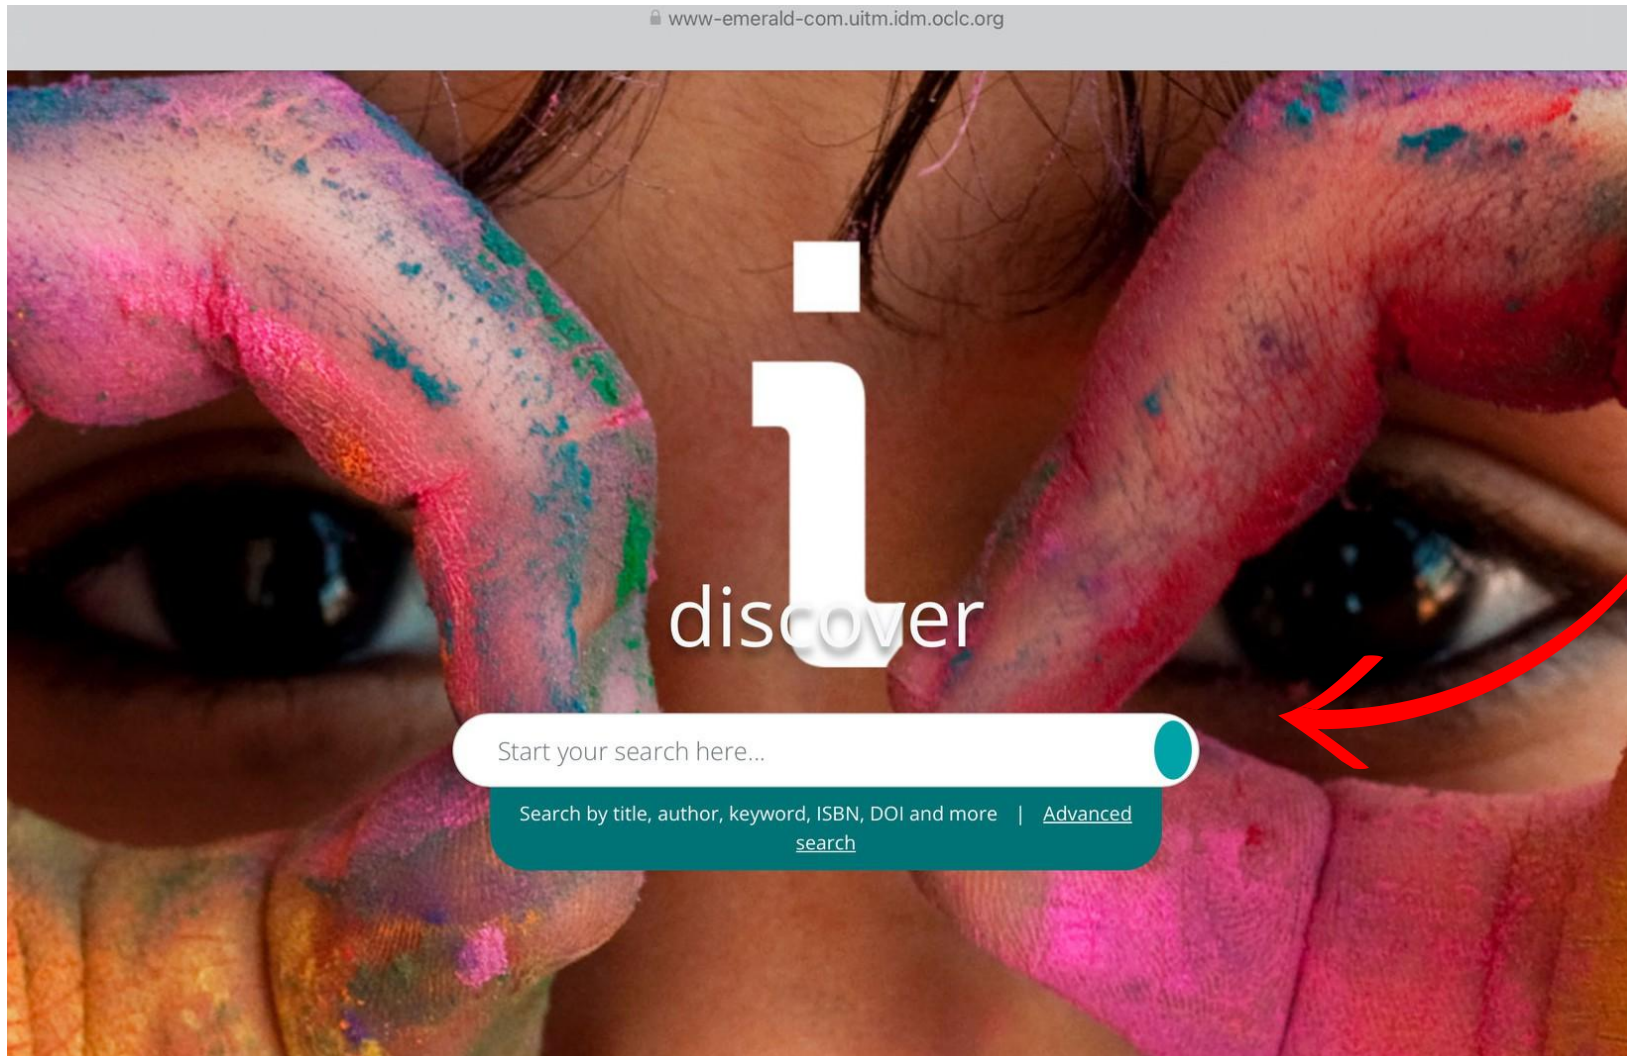 www-emerald-com.uitm.idm.oclc.org
i
discover
Start your search here...
Search by title, author, keyword, ISBN, DOI and more | Advanced
search